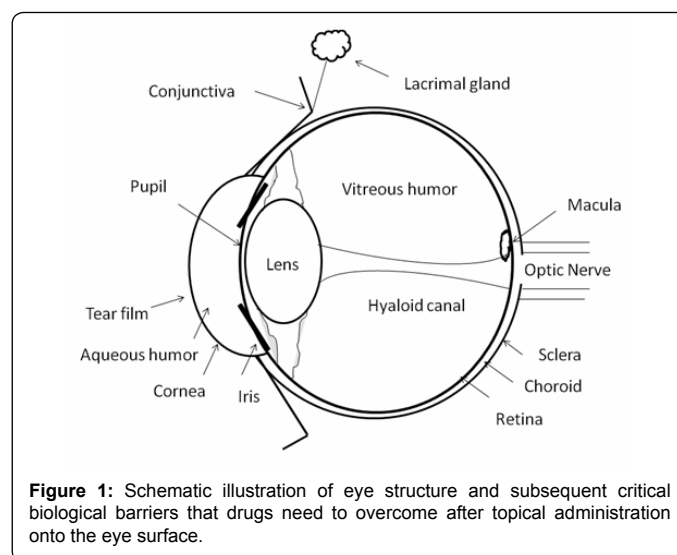 Lacrimal gland
Conjunctiva
Pupil
Vitreous humor
Macula
Lens
Optic Nerve
Hyaloid canal
Tear film
Aqueous humor
Sclera
Cornea
Iris
Choroid
Retina
Figure 1: Schematic illustration of eye structure and subsequent critical
biological barriers that drugs need to overcome after topical administration
onto the eye surface.